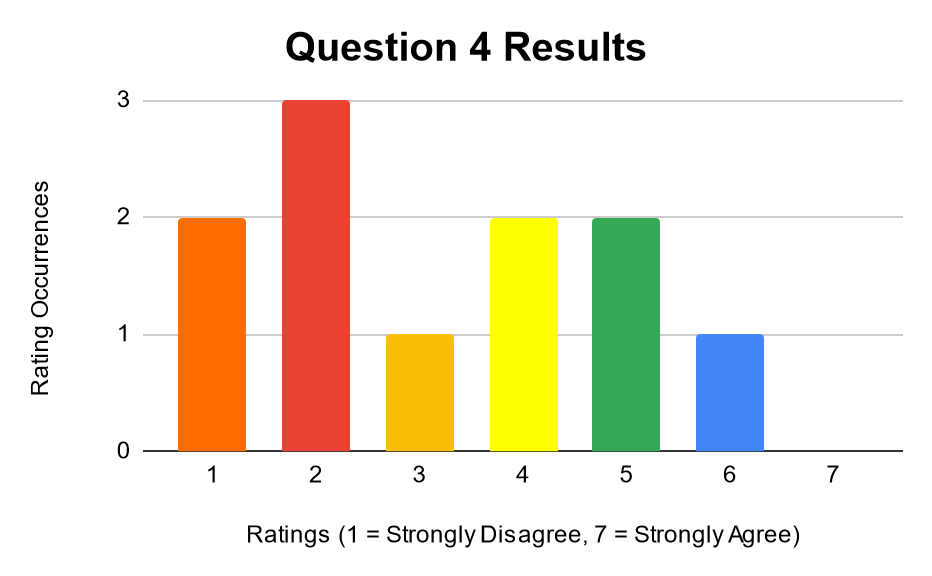 Question 4 Results
3
2
1
0
Rating Occurrences
1 2 3 4 5 6 7
Ratings (1 = Strongly Disagree, 7 = Strongly Agree)